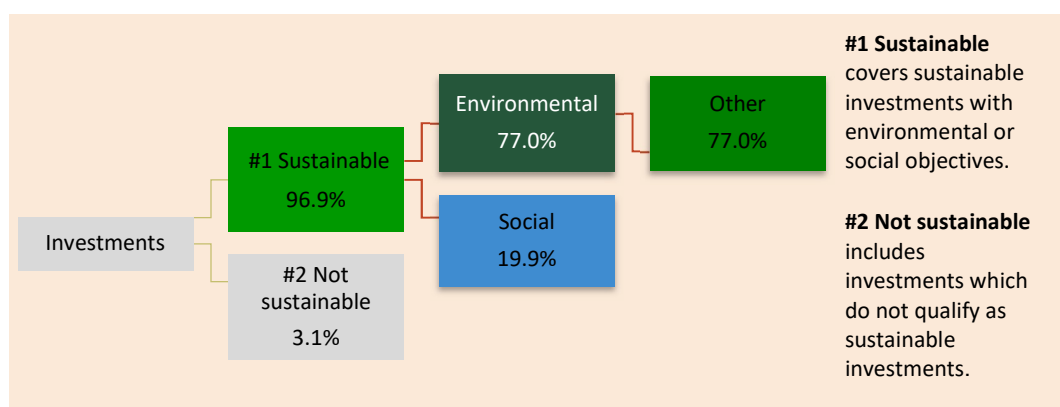 Investments
#1 Sustainable
96.9%
#2 Not
sustainable
3.1%
Environmental
77.0%
Social
19.9%
Other
77.0%
#1 Sustainable
covers sustainable
investments with
environmental or
social objectives.
#2 Not sustainable
includes
investments which
do not qualify as
sustainable
investments.